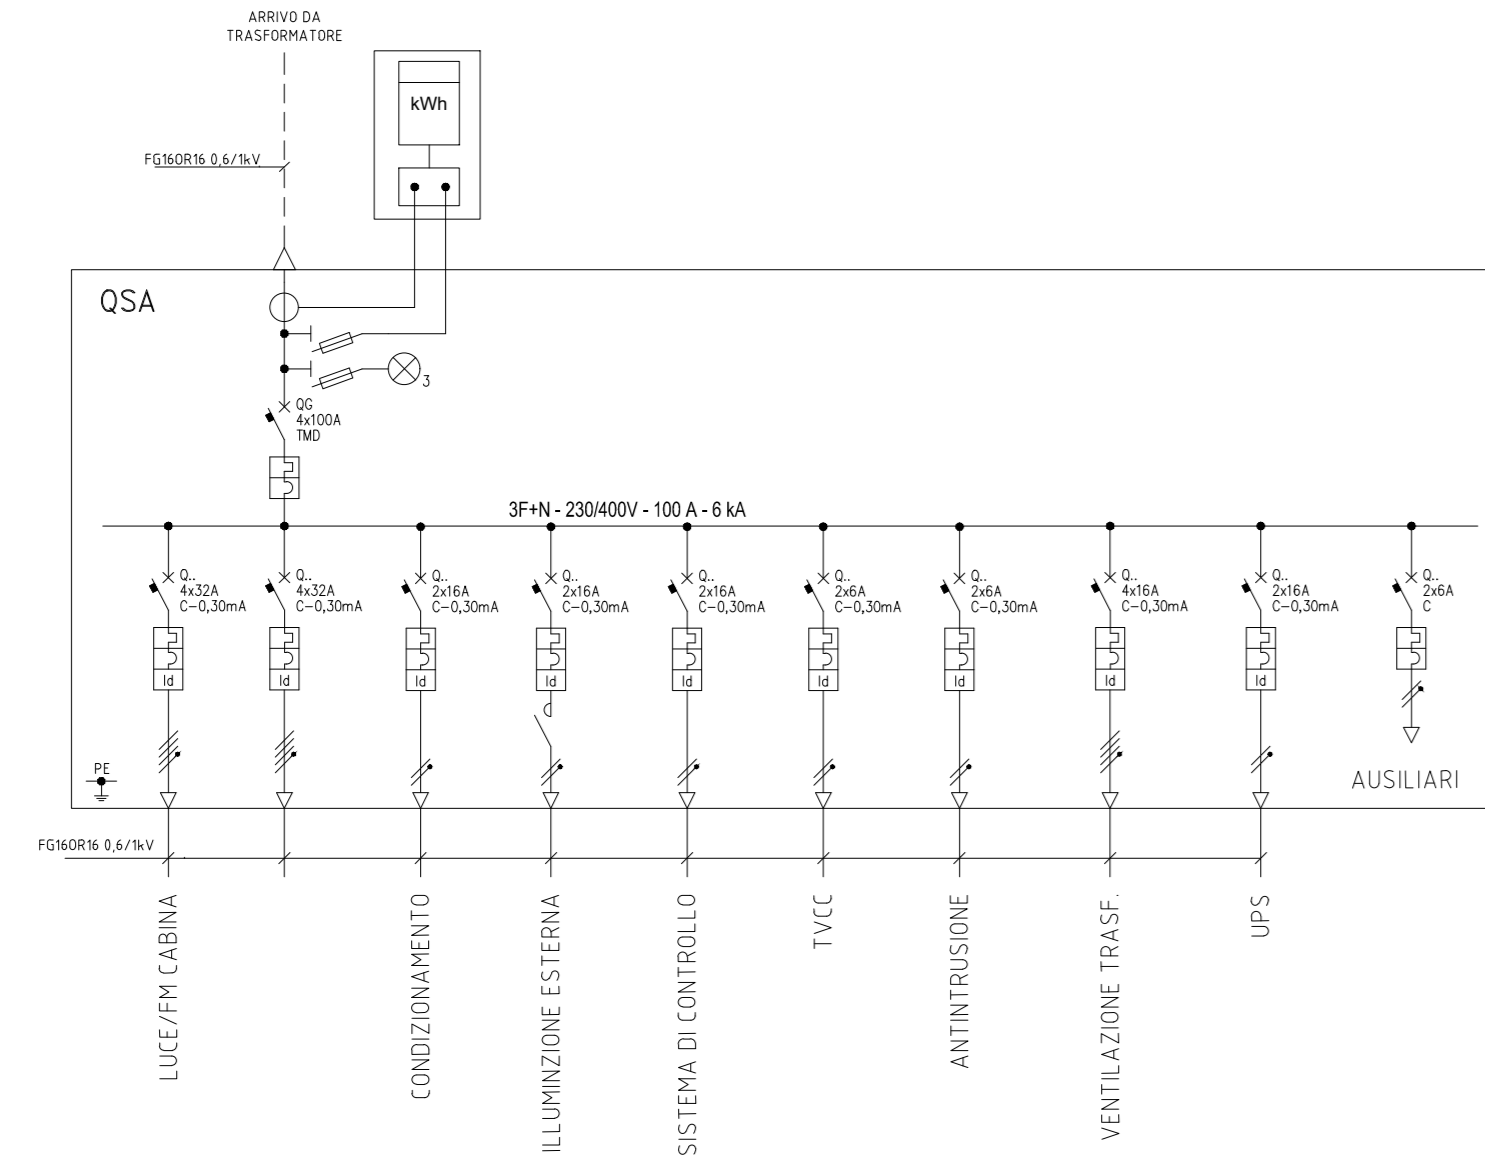 ARRIVO DA
TRASFORMATORE
kWh
FG16OR16 0,6/1kV
QSA
3
QG
4x100A
TMD
3F+N - 230/400V - 100 A - 6 kA
Q..
4x32A
C-0,30mA
Id
Q..
4x32A
C-0,30mA
Id
Q..
2x16A
C-0,30mA
Id
Q..
2x16A
C-0,30mA
Id
Q..
2x16A
C-0,30mA
Id
Q..
2x6A
C-0,30mA
Id
Q..
2x6A
C-0,30mA
Id
Q..
4x16A
C-0,30mA
Id
Q..
2x16A
C-0,30mA
Id
Q..
2x6A
C
PE
AUSILIARI
FG16OR16 0,6/1kV
LUCE/FM CABINA
CONDIZIONAMENTO
ILLUMINZIONE ESTERNA
SISTEMA DI CONTROLLO
TVCC
ANTINTRUSIONE
VENTILAZIONE TRASF.
UPS